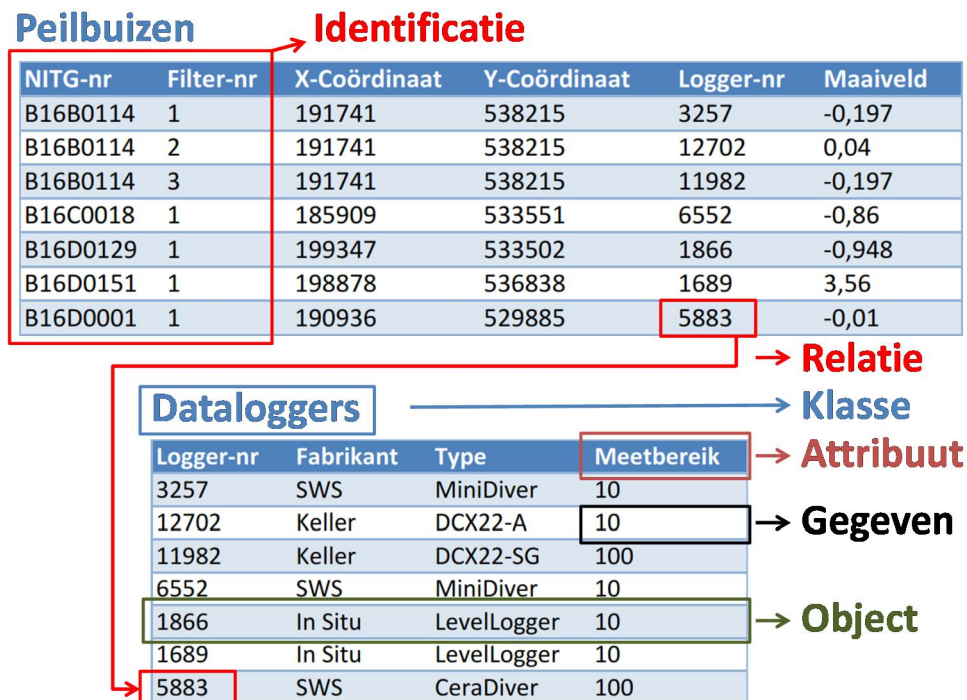 Peilbuizen Identificatie
NITG-nr Filter-nr X-Coördinaat Y-Coördinaat Logger-nr Maaiveld
B16B0114 1 191741 538215 3257 -0,197
B16B0114 2 191741 538215 12702 0,04
B16B0114 3 191741 538215 11982 -0,197
B16C0018 1 185909 533551 6552 -0,86
B16D0129 1 199347 533502 1866 -0,948
B16D0151 1 198878 536838 1689 3,56
B16D0001 1 190936 529885 5883 -0,01
Relatie
Dataloggers Klasse
Logger-nr Fabrikant Type Meetbereik Attribuut
3257 SWS MiniDiver 10
12702 Keller DCX22-A 10 Gegeven
11982 Keller DCX22-SG 100
6552 SWS MiniDiver 10
1866 In Situ LevelLogger 10 Object
1689 In Situ LevelLogger 10
5883 SWS CeraDiver 100